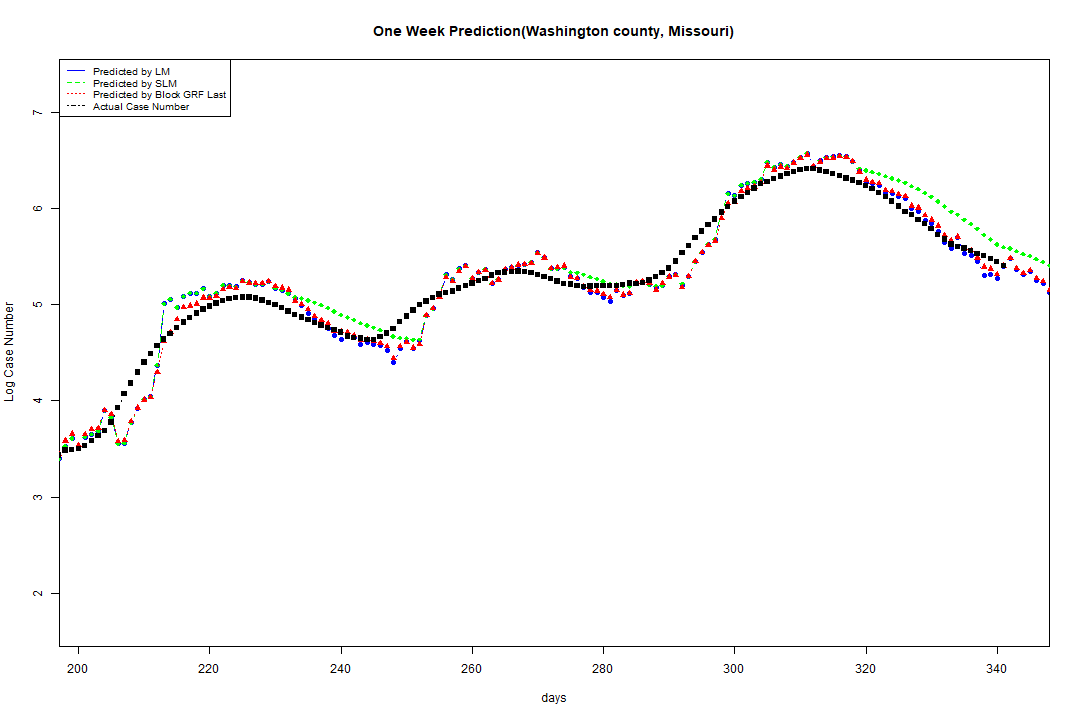 One Week Prediction(Washington county, Missouri)
Predicted by LM
Predicted by SLM
Predicted by Block GRF Last
Actual Case Number
7
6
5
4
3
2
Log Case Number
200 220 240 260 280 300 320 340
days